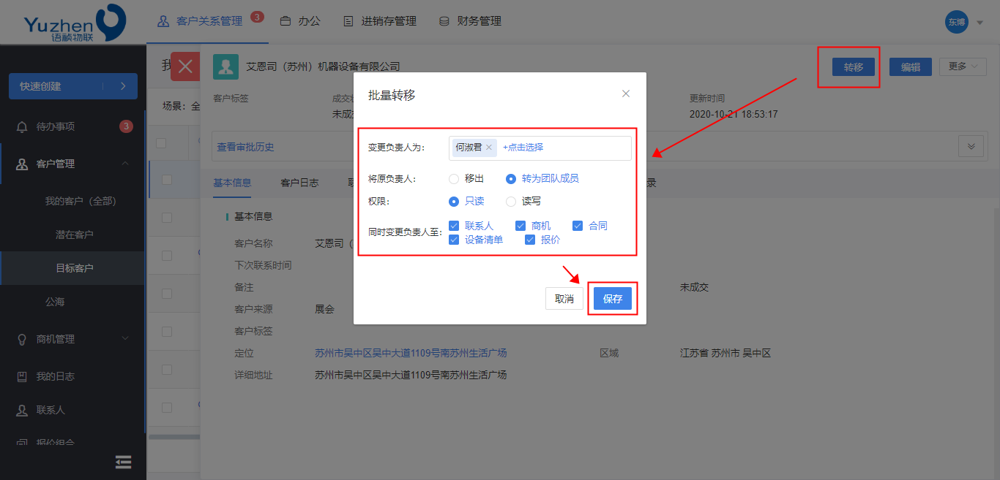 Yuzhen
语祯物联
客户关系管理 3
办公
进销存管理
财务管理
东博
快速创建
待办事项 3
客户管理
我的客户（全部）
潜在客户
目标客户
公海
商机管理
我的日志
联系人
报价组合
我
场景：全
艾恩司（苏州）机器设备有限公司
转移
编辑
更多
客户标签
更新时间
未成交
2020-10-21 18:53:17
查看审批历史
基本信息
客户日志
录
基本信息
客户名称 艾恩司（
下次联系时间
备注 未成交
客户来源 展会
客户标签
定位 苏州市吴中区吴中大道1109号南苏州生活广场 区域 江苏省 苏州市 吴中区
详细地址 苏州市吴中区吴中大道1109号南苏州生活广场
批量转移
变更负责人为: 何淑君 +点击选择
将原负责人: 移出 转为团队成员
权限: 只读 读写
同时变更负责人至: 联系人 商机 合同
设备清单 报价
取消 保存